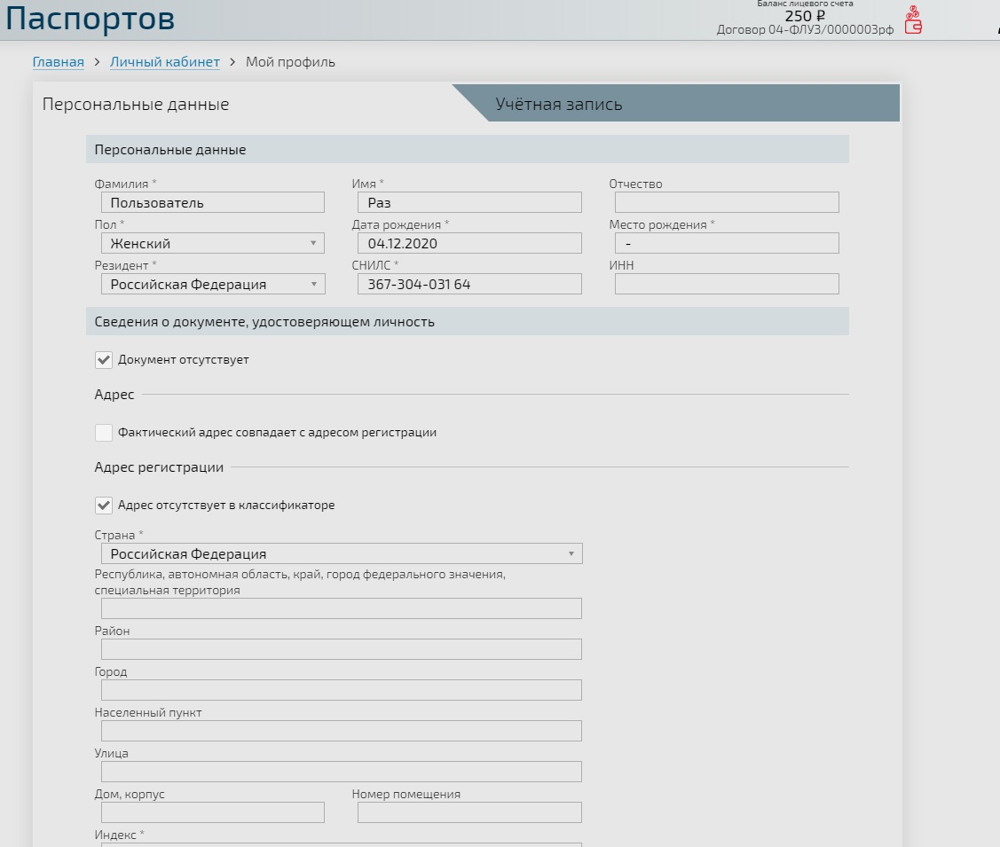 Паспортов
Баланс лицевого счета
250 ₽
Договор 04-ФЛУЗ/0000003рф
Главная > Личный кабинет > Мой профиль
Персональные данные
Учётная запись
Персональные данные
Фамилия * Имя * Отчество
Пользователь Раз
Пол * Дата рождения * Место рождения *
Женский 04.12.2020 -
Резидент * СНИЛС * ИНН
Российская Федерация 367-304-031 64
Сведения о документе, удостоверяющем личность
Документ отсутствует
Адрес
Фактический адрес совпадает с адресом регистрации
Адрес регистрации
Адрес отсутствует в классификаторе
Страна *
Российская Федерация
Республика, автономная область, край, город федерального значения,
специальная территория
Район
Город
Населенный пункт
Улица
Дом, корпус Номер помещения
Индекс *